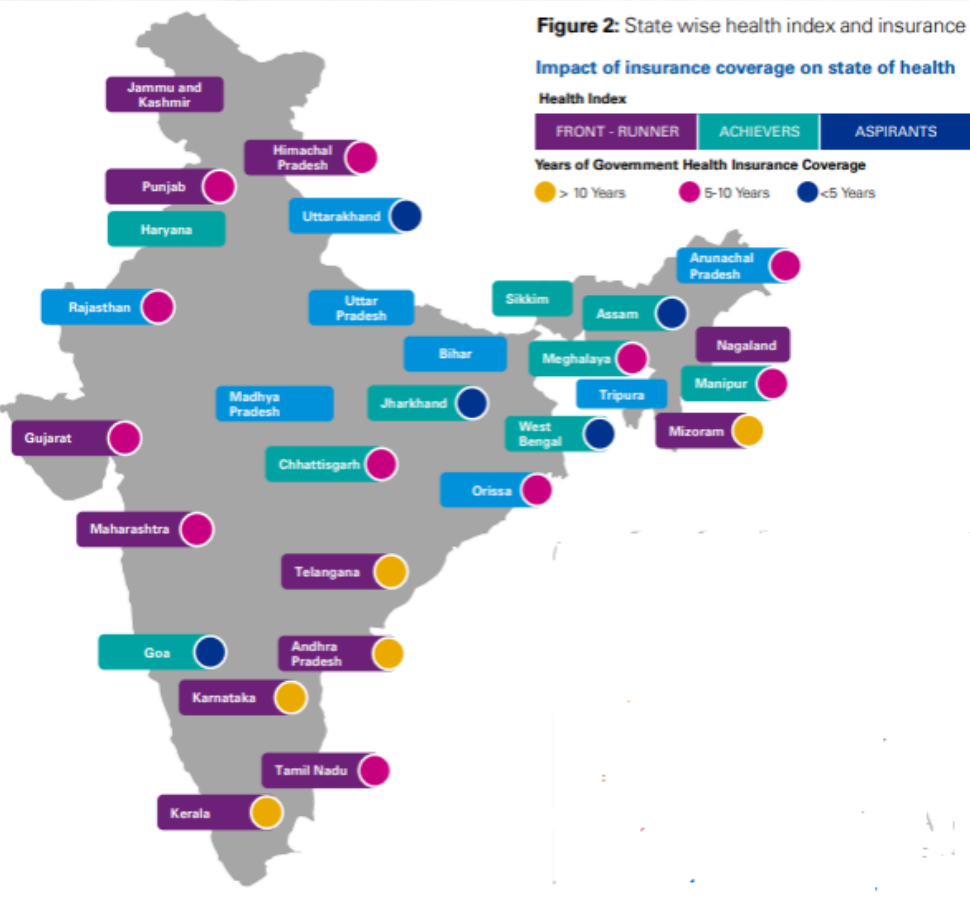 Figure 2: State wise health index and insurance
Impact of insurance coverage on state of health
Health Index
FRONT - RUNNER
ACHIEVERS
ASPIRANTS
Years of Government Health Insurance Coverage
> 10 Years
5-10 Years
<5 Years
Jammu and
Kashmir
Himachal
Pradesh
Punjab
Uttarakhand
Haryana
Arunachal
Pradesh
Rajasthan
Uttar
Pradesh
Sikkim
Assam
Nagaland
Bihar
Meghalaya
Manipur
Madhya
Pradesh
Jharkhand
Tripura
West
Bengal
Mizoram
Gujarat
Chhattisgarh
Orissa
Maharashtra
Telangana
Goa
Andhra
Pradesh
Karnataka
Tamil Nadu
Kerala